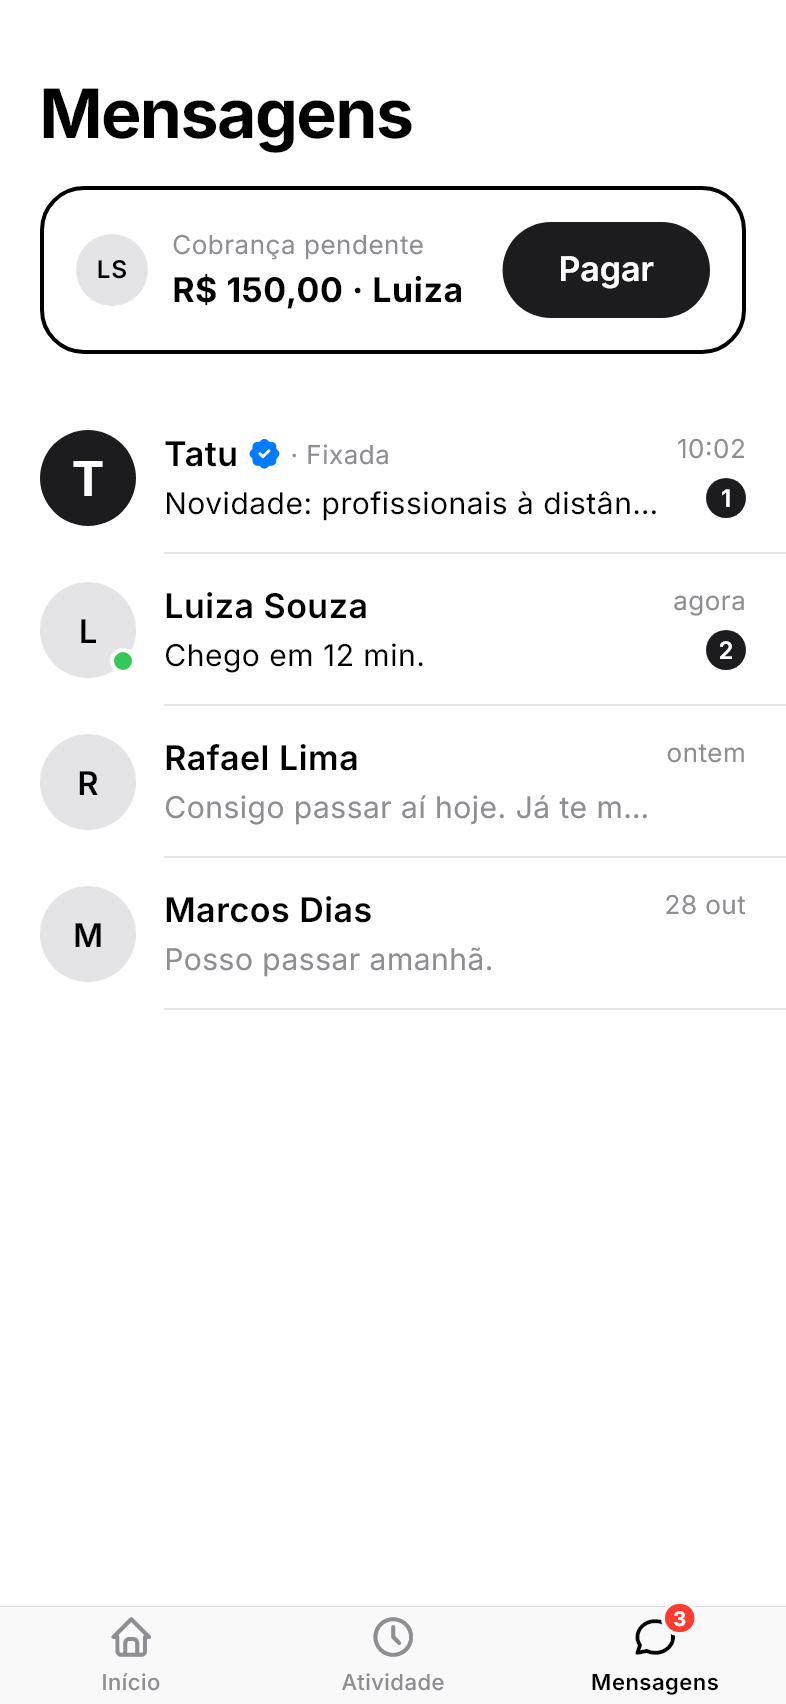 Mensagens
LS
Cobrança pendente
R$ 150,00 · Luiza
Pagar
T
Tatu · Fixada
10:02
Novidade: profissionais à distân...
1
L
Luiza Souza
agora
Chego em 12 min.
2
R
Rafael Lima
ontem
Consigo passar aí hoje. Já te m...
M
Marcos Dias
28 out
Posso passar amanhã.
3
Início
Atividade
Mensagens